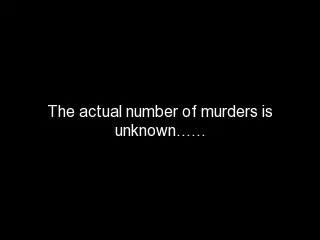 The actual number of murders is
unknown……